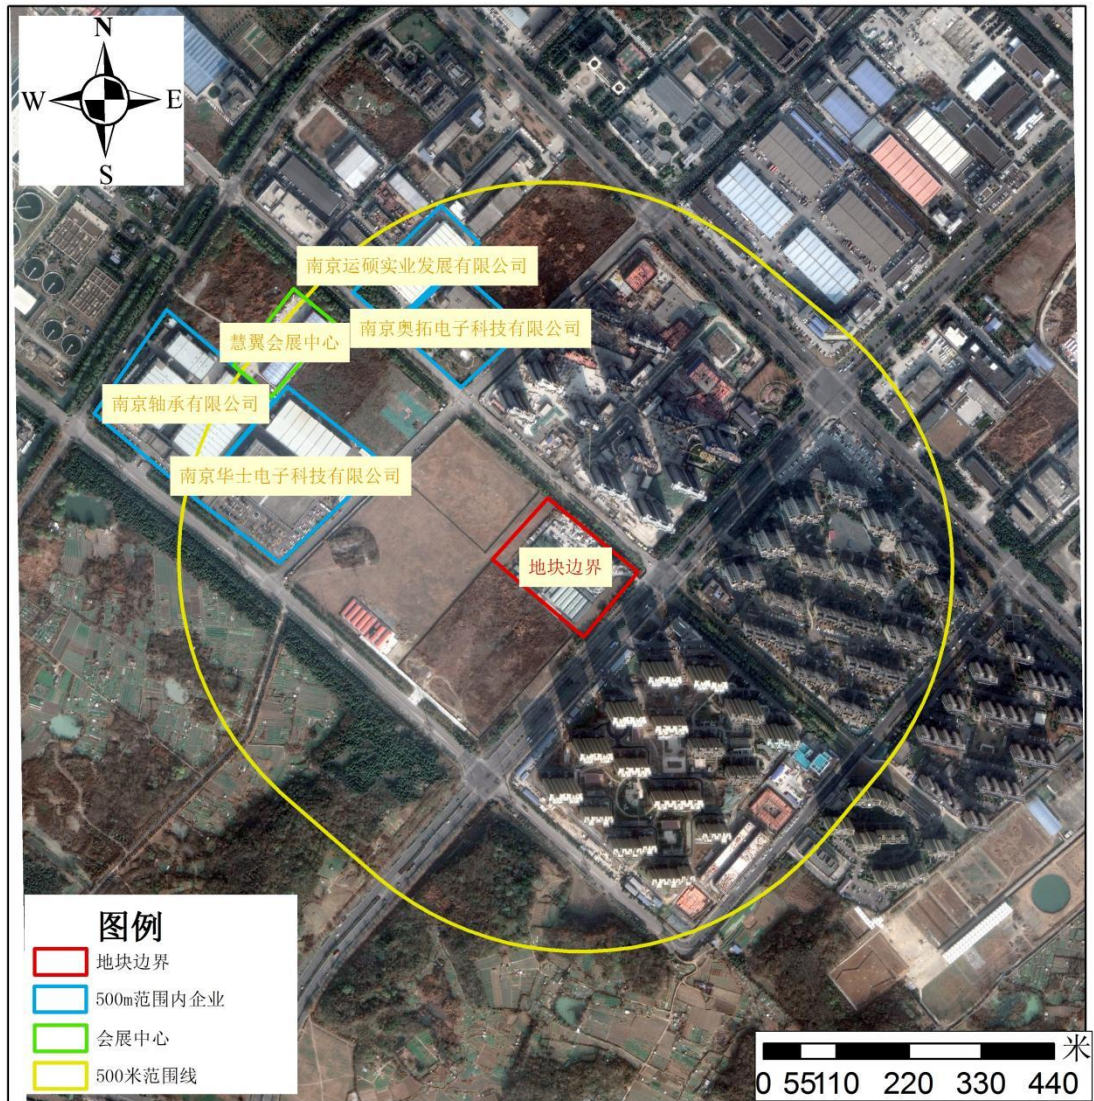 N
W E
S
南京运硕实业发展有限公司
南京奥拓电子科技有限公司
慧翼会展中心
南京轴承有限公司
南京华士电子科技有限公司
地块边界
图例
地块边界
500m范围内企业
会展中心
500米范围线
米
0 55110 220 330 440